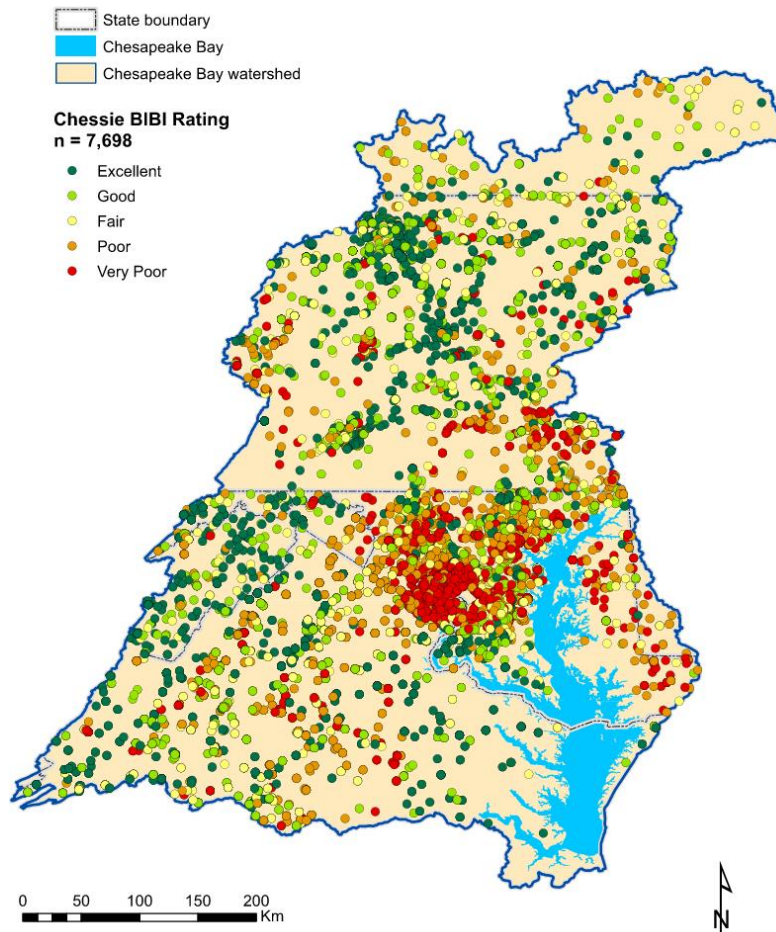 State boundary
Chesapeake Bay
Chesapeake Bay watershed
Chessie BIBI Rating
n = 7,698
Excellent
Good
Fair
Poor
Very Poor
0 50 100 150 200
Km
N